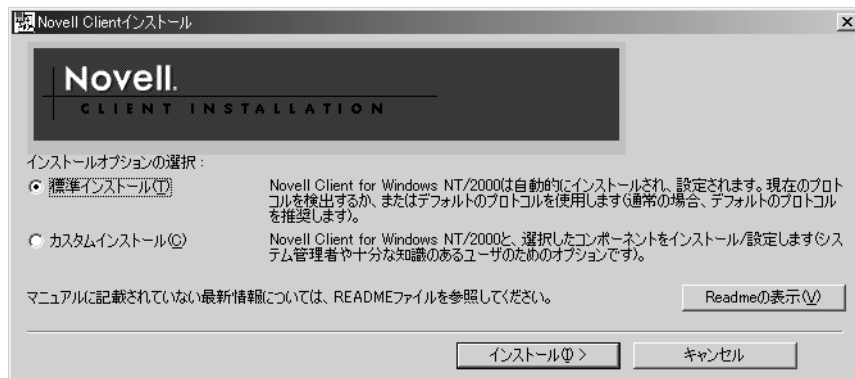 Novell Clientインストール
Novell.
CLIENT INSTALLATION
インストールオプションの選択：
標準インストール(T)
Novell Client for Windows NT/2000は自動的にインストールされ、設定されます。現在のプロト
コルを検出するか、またはデフォルトのプロトコルを使用します(通常の場合、デフォルトのプロトコル
を推奨します)。
カスタムインストール(C)
Novell Client for Windows NT/2000と、選択したコンポーネントをインストール/設定します(シス
テム管理者や十分な知識のあるユーザのためのオプションです)。
マニュアルに記載されていない最新情報については、READMEファイルを参照してください。
Readmeの表示(V)
インストール(I) >
キャンセル